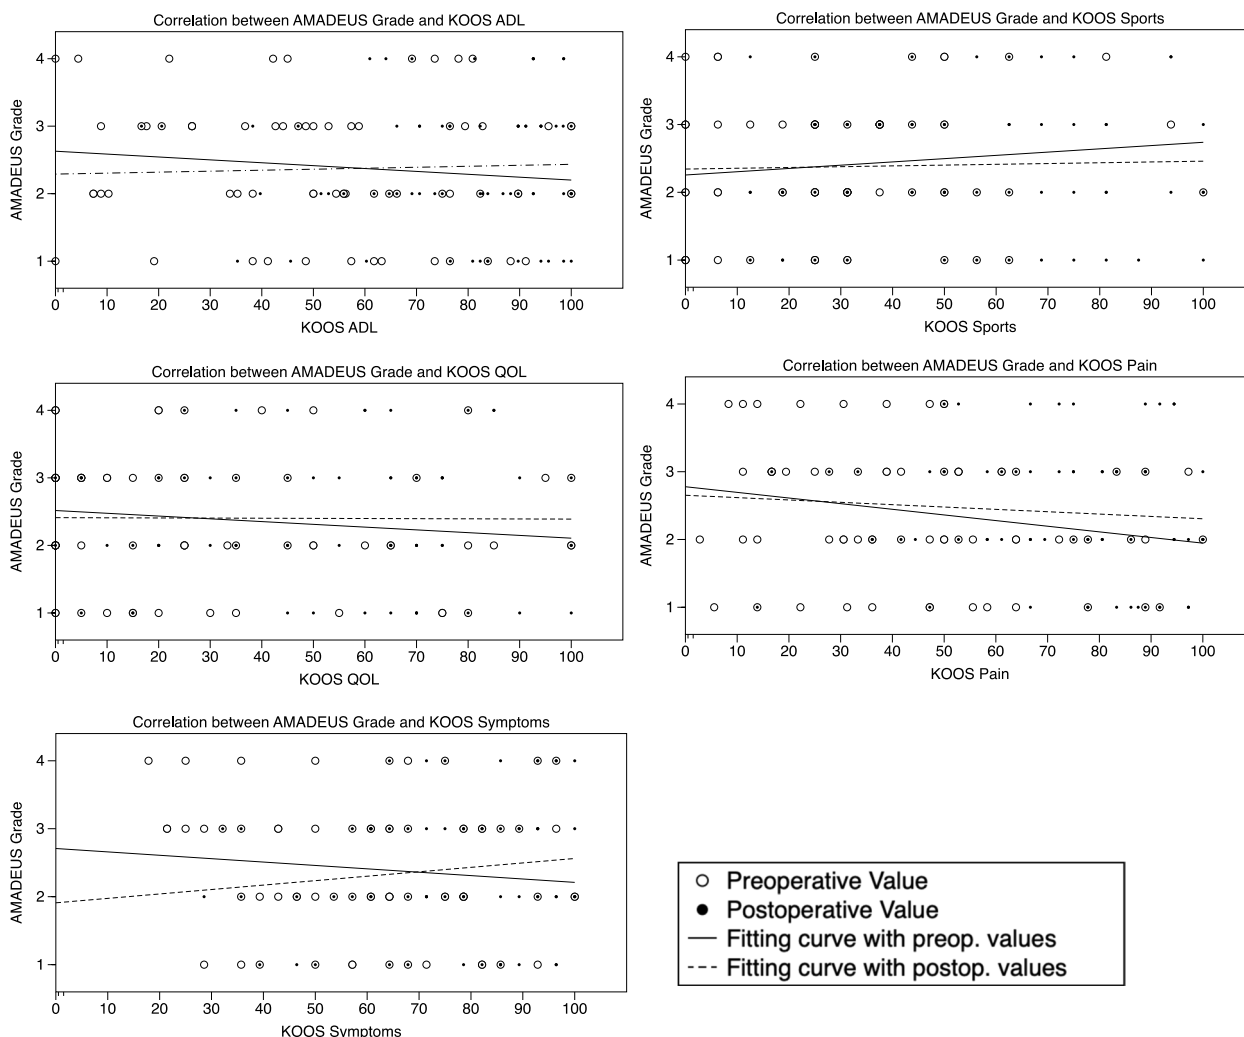 Correlation between AMADEUS Grade and KOOS ADL
AMADEUS Grade
4
3
2
1
0 10 20 30 40 50 60 70 80 90 100
KOOS ADL
Correlation between AMADEUS Grade and KOOS Sports
AMADEUS Grade
4
3
2
1
0 10 20 30 40 50 60 70 80 90 100
KOOS Sports
Correlation between AMADEUS Grade and KOOS QOL
AMADEUS Grade
4
3
2
1
0 10 20 30 40 50 60 70 80 90 100
KOOS QOL
Correlation between AMADEUS Grade and KOOS Pain
AMADEUS Grade
4
3
2
1
0 10 20 30 40 50 60 70 80 90 100
KOOS Pain
Correlation between AMADEUS Grade and KOOS Symptoms
AMADEUS Grade
4
3
2
1
0 10 20 30 40 50 60 70 80 90 100
KOOS Symptoms
Preoperative Value
Postoperative Value
Fitting curve with preop. values
Fitting curve with postop. values